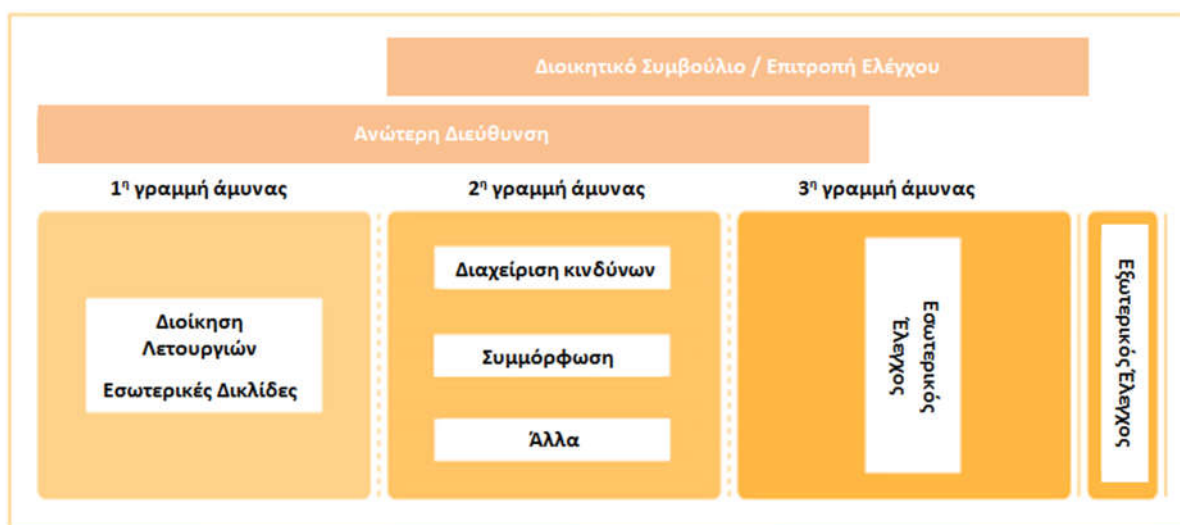 Διοικητικό Συμβούλιο / Επιτροπή Ελέγχου
Ανώτερη Διεύθυνση
1η γραμμή άμυνας
2η γραμμή άμυνας
3η γραμμή άμυνας
Διοίκηση
Λετουργιών
Εσωτερικές Δικλίδες
Διαχείριση κινδύνων
Συμμόρφωση
Άλλα
Εσωτερικός
Έλεγχος
Εξωτερικός Έλεγχος